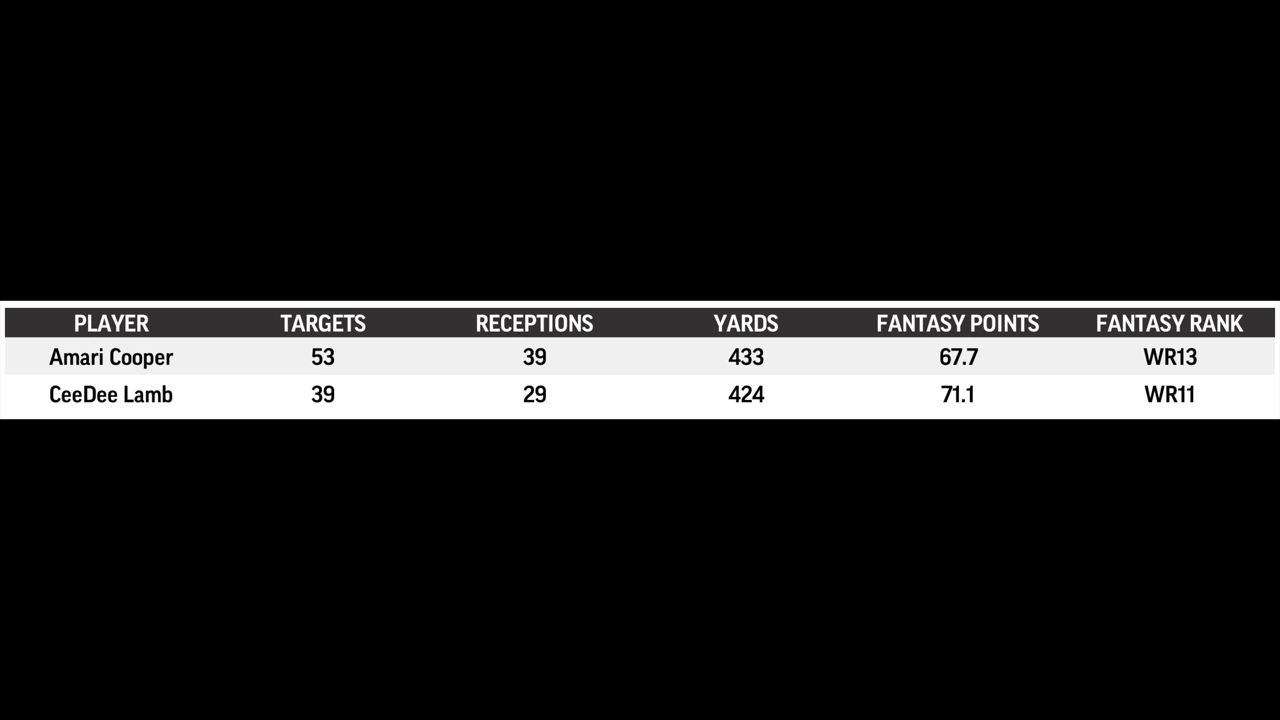 PLAYER TARGETS RECEPTIONS YARDS FANTASY POINTS FANTASY RANK
Amari Cooper 53 39 433 67.7 WR13
CeeDee Lamb 39 29 424 71.1 WR11